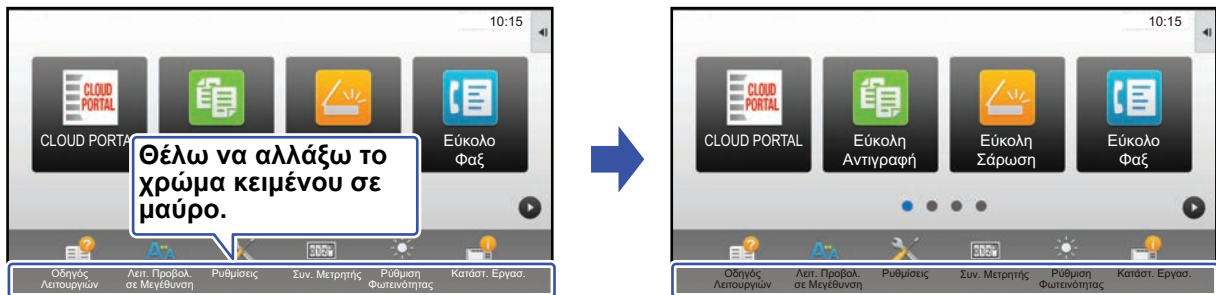 10:15
CLOUD
PORTAL
CLOUD PORTA
Εύκολο
Φαξ
Θέλω να αλλάξω το
χρώμα κειμένου σε
μαύρο.
Οδηγός
Λειτουργιών
Λειτ. Προβολ.
σε Μεγέθυνση
Ρυθμίσεις
Συν. Μετρητής
Ρύθμιση
Φωτεινότητας
Κατάστ. Εργασ.
10:15
CLOUD
PORTAL
CLOUD PORTAL
Εύκολη
Αντιγραφή
Εύκολη
Σάρωση
Εύκολο
Φαξ
Οδηγός
Λειτουργιών
Λειτ. Προβολ.
σε Μεγέθυνση
Ρυθμίσεις
Συν. Μετρητής
Ρύθμιση
Φωτεινότητας
Κατάστ. Εργασ.